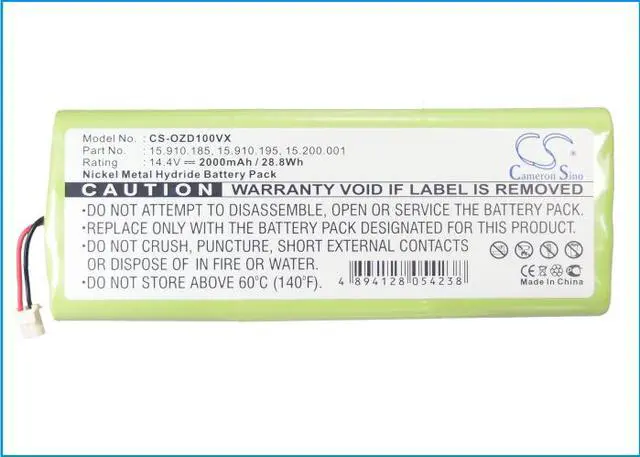 Model No. : CS-OZD100VX
Part No. : 15.910.185, 15.910.195, 15.200.001
Rating : 14.4V 2000mAh / 28.8Wh
Nickel Metal Hydride Battery Pack
CS
Cameron Sino
CAUTION WARRANTY VOID IF LABEL IS REMOVED
*DO NOT ATTEMPT TO DISASSEMBLE, OPEN OR SERVICE THE BATTERY PACK.
*REPLACE ONLY WITH THE BATTERY PACK DESIGNED FOR THIS PRODUCT.
*DO NOT CRUSH, PUNCTURE, SHORT EXTERNAL CONTACTS
OR DISPOSE OF IN FIRE OR WATER.
*DO NOT STORE ABOVE 60°C (140°F).
4 894128 054238
CE
Made In China